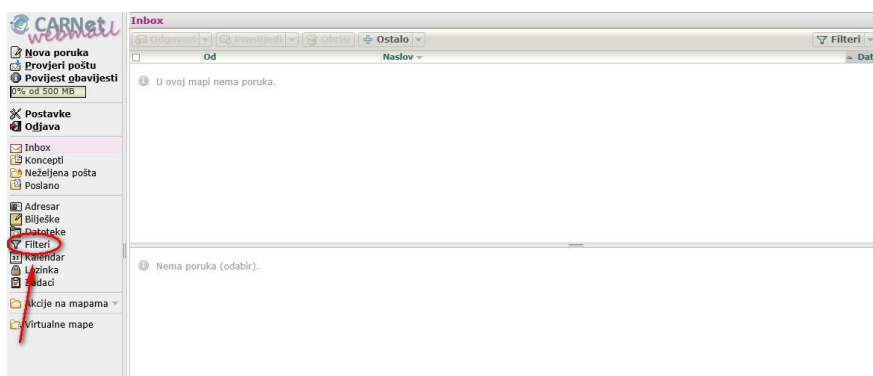 CARNet
webmail
Nova poruka
Provjeri poštu
Povijest obavijesti
0% od 500 MB
Postavke
Odjava
Inbox
Koncepti
Neželjena pošta
Poslano
Adresar
Bilješke
Datoteke
Filteri
Kalendar
Lozinka
Zadaci
Akcije na mapama
Virtualne mape
Inbox
Odgovori Proslijedi Obriši Ostalo Filteri
Od Naslov Dat
U ovoj mapi nema poruka.
Nema poruka (odabir).